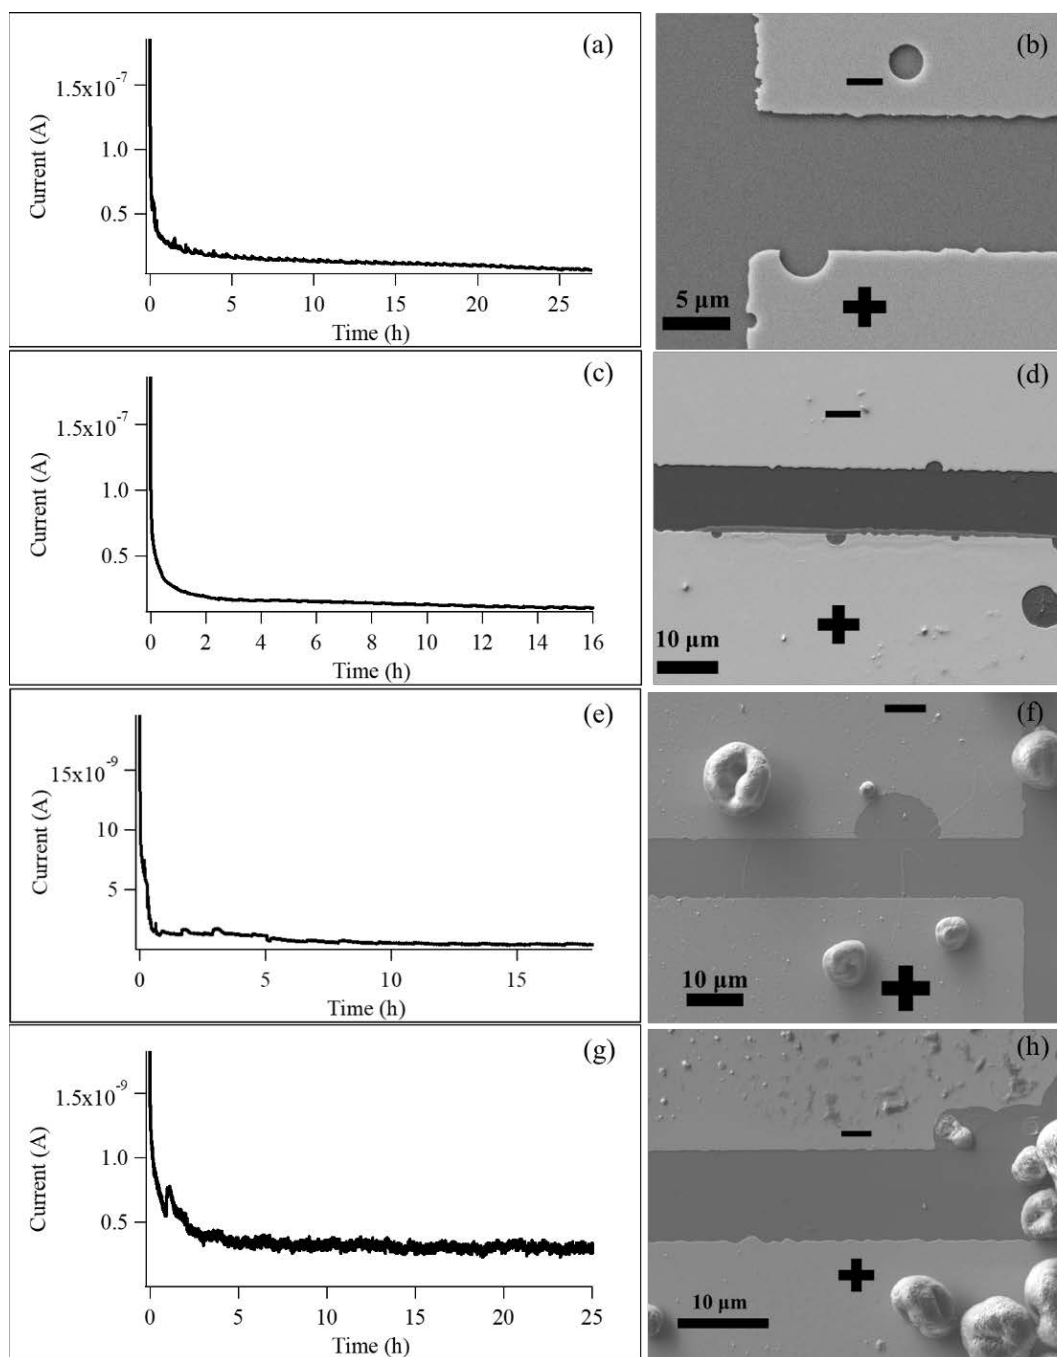 (a)
1.5x10-7
1.0
0.5
Current (A)
0 5 10 15 20 25
Time (h)
(b)
−
+
5 µm
(c)
1.5x10-7
1.0
0.5
Current (A)
0 2 4 6 8 10 12 14 16
Time (h)
(d)
−
+
10 µm
(e)
15x10-9
10
5
Current (A)
0 5 10 15
Time (h)
(f)
−
+
10 µm
(g)
1.5x10-9
1.0
0.5
Current (A)
0 5 10 15 20 25
Time (h)
(h)
−
+
10 µm